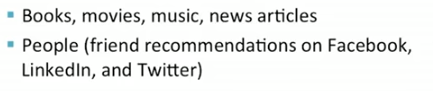 ▪ Books, movies, music, news articles
▪ People (friend recommendations on Facebook,
LinkedIn, and Twitter)